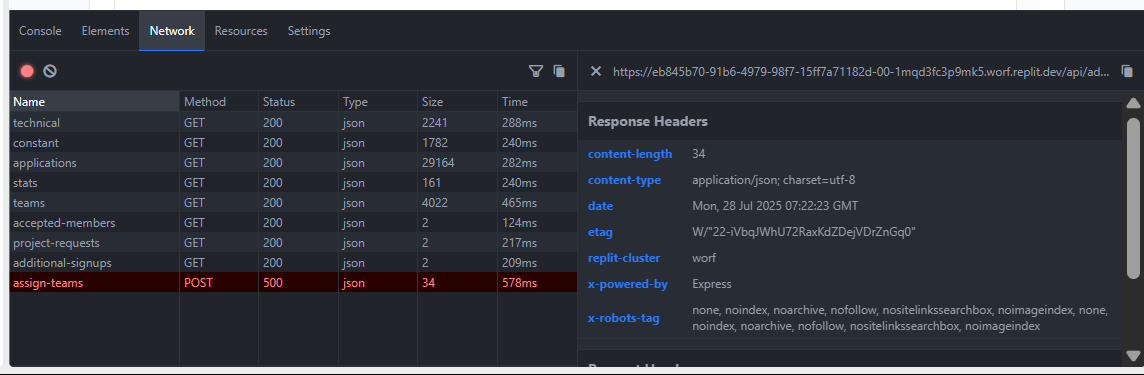 Console Elements Network Resources Settings
https://eb845b70-91b6-4979-98f7-15ff7a71182d-00-1mqd3fc3p9mk5.worf.replit.dev/api/ad...
Name Method Status Type Size Time
technical GET 200 json 2241 288ms
constant GET 200 json 1782 240ms
applications GET 200 json 29164 282ms
stats GET 200 json 161 240ms
teams GET 200 json 4022 465ms
accepted-members GET 200 json 2 124ms
project-requests GET 200 json 2 217ms
additional-signups GET 200 json 2 209ms
assign-teams POST 500 json 34 578ms
Response Headers
content-length 34
content-type application/json; charset=utf-8
date Mon, 28 Jul 2025 07:22:23 GMT
etag W/"22-iVbqJWhU72RaxKdZDejVDrZnGq0"
replit-cluster worf
x-powered-by Express
x-robots-tag none, noindex, noarchive, nofollow, nositelinkssearchbox, noimageindex, none,
noindex, noarchive, nofollow, nositelinkssearchbox, noimageindex